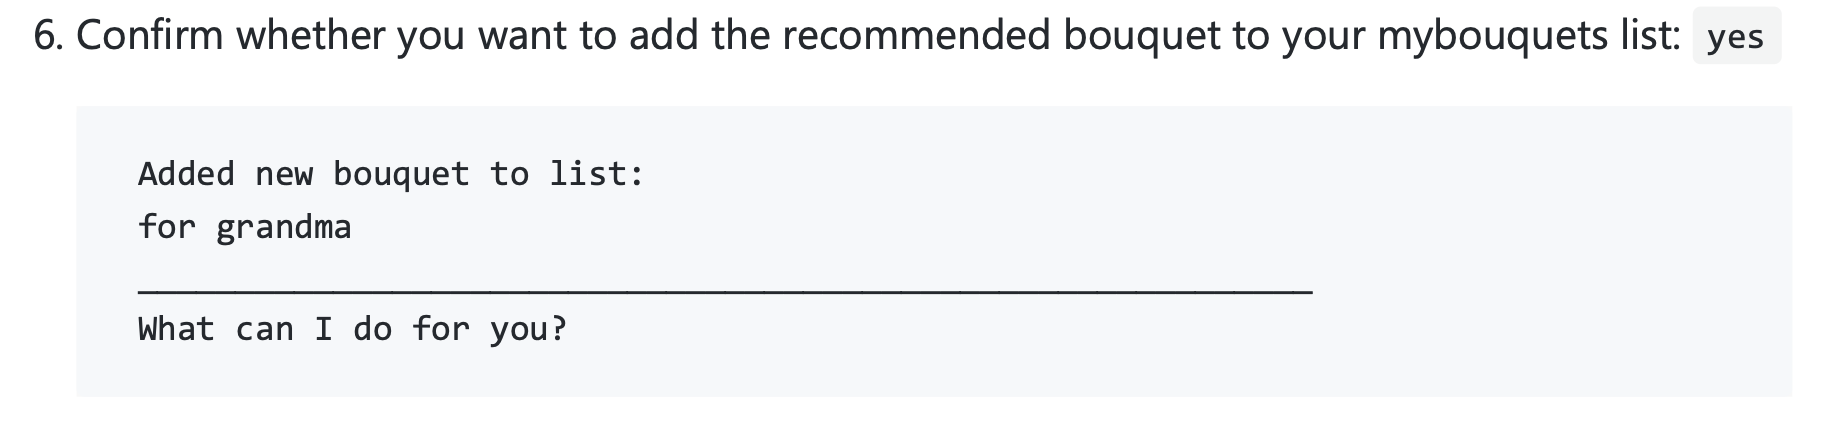 6. Confirm whether you want to add the recommended bouquet to your mybouquets list: yes
Added new bouquet to list:
for grandma
____________________________________________________________
What can I do for you?